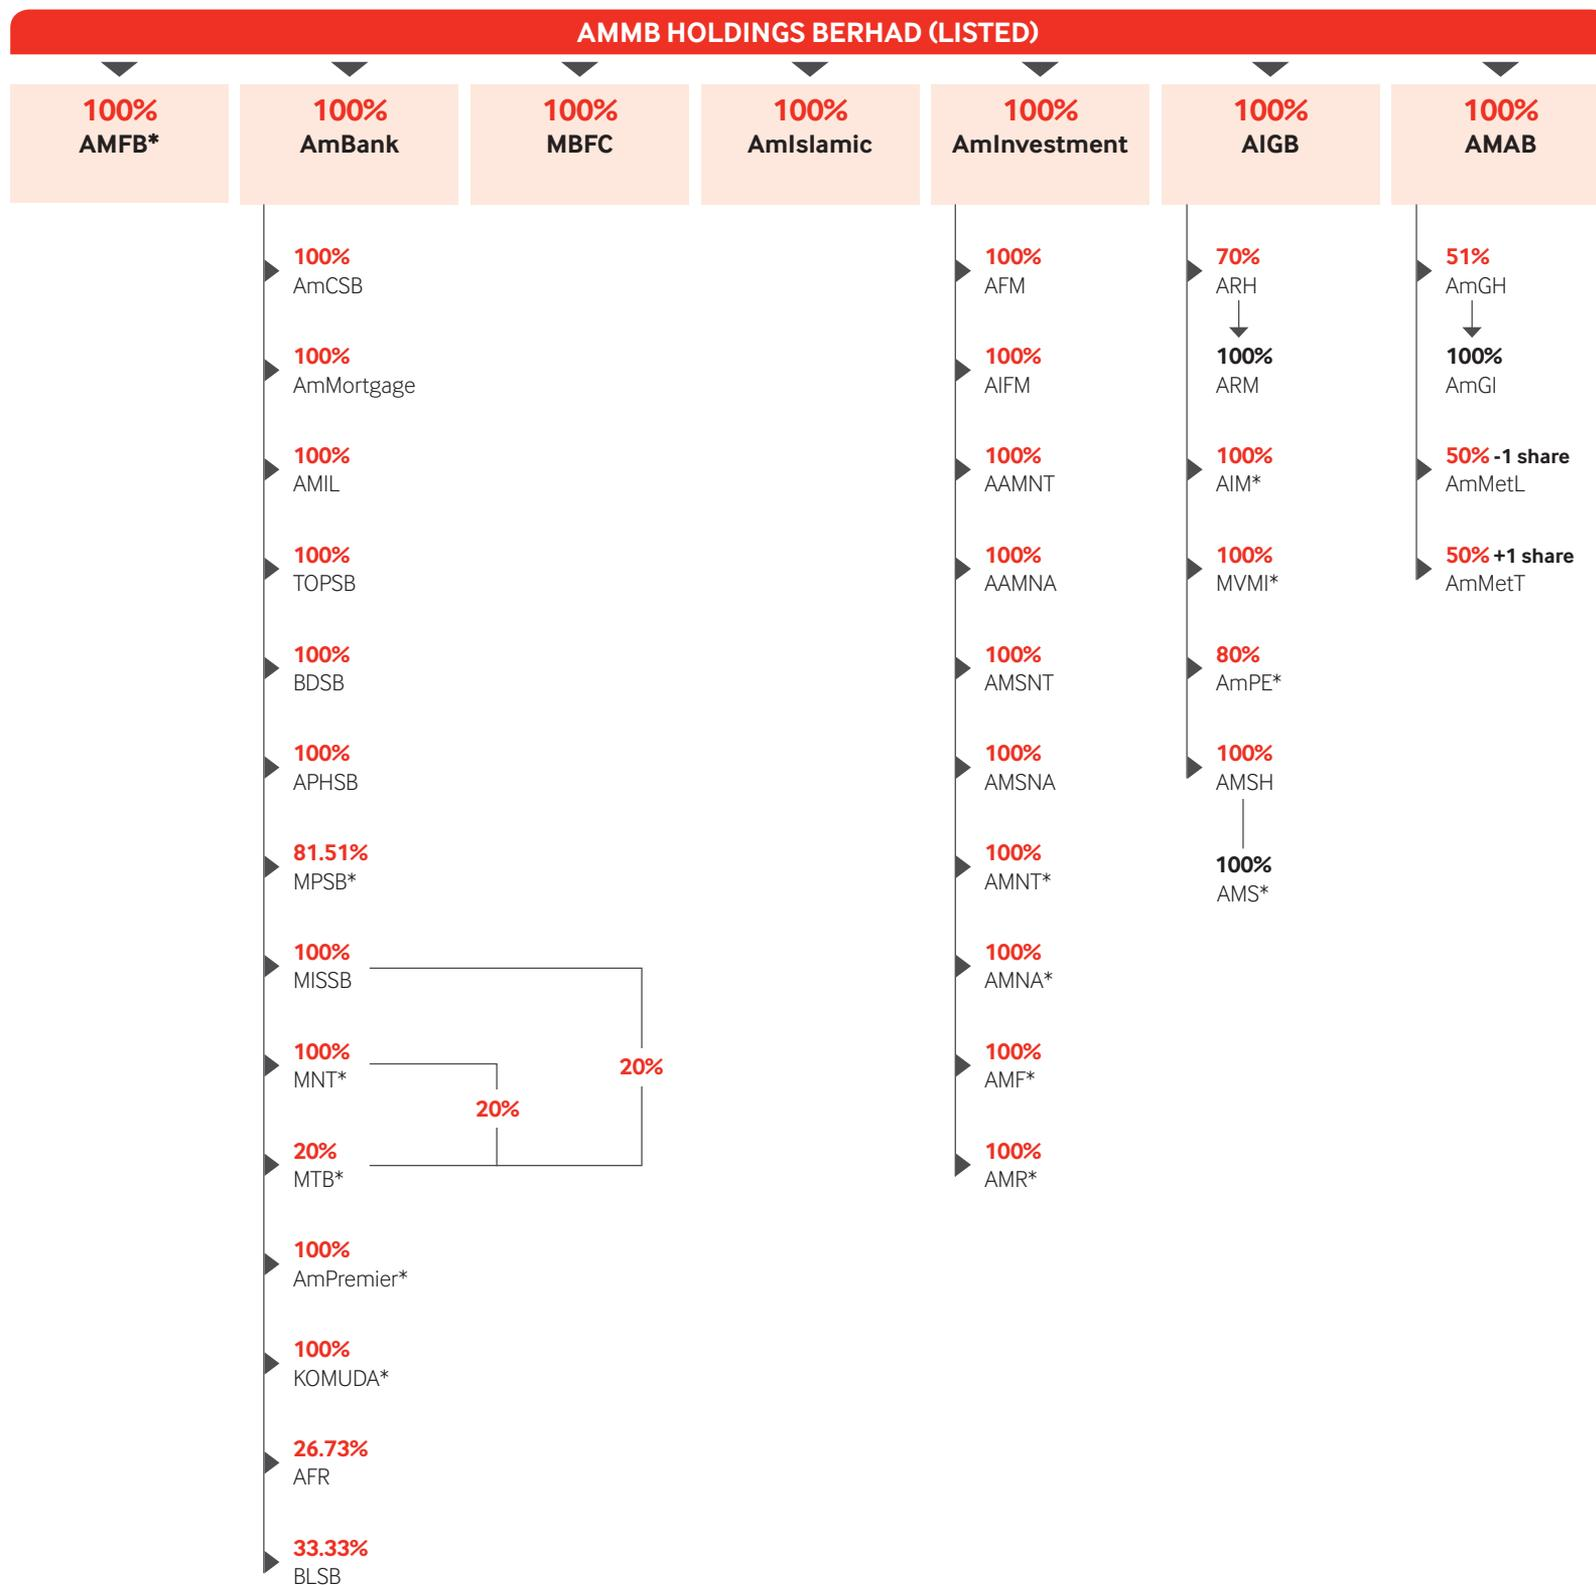 AMMB HOLDINGS BERHAD (LISTED)
100%
AMFB*
100%
AmBank
100%
MBFC
100%
AmIslamic
100%
AmInvestment
100%
AIGB
100%
AMAB
100%
AmCSB
100%
AmMortgage
100%
AMIL
100%
TOPSB
100%
BDSB
100%
APHSB
81.51%
MPSB*
100%
MISSB
100%
MNT*
20%
MTB*
20%
20%
100%
AmPremier*
100%
KOMUDA*
26.73%
AFR
33.33%
BLSB
100%
AFM
100%
AIFM
100%
AAMNT
100%
AAMNA
100%
AMSNT
100%
AMSNA
100%
AMNT*
100%
AMNA*
100%
AMF*
100%
AMR*
70%
ARH
100%
ARM
100%
AIM*
100%
MVMI*
80%
AmPE*
100%
AMSH
100%
AMS*
51%
AmGH
100%
AmGI
50% -1 share
AmMetL
50% +1 share
AmMetT